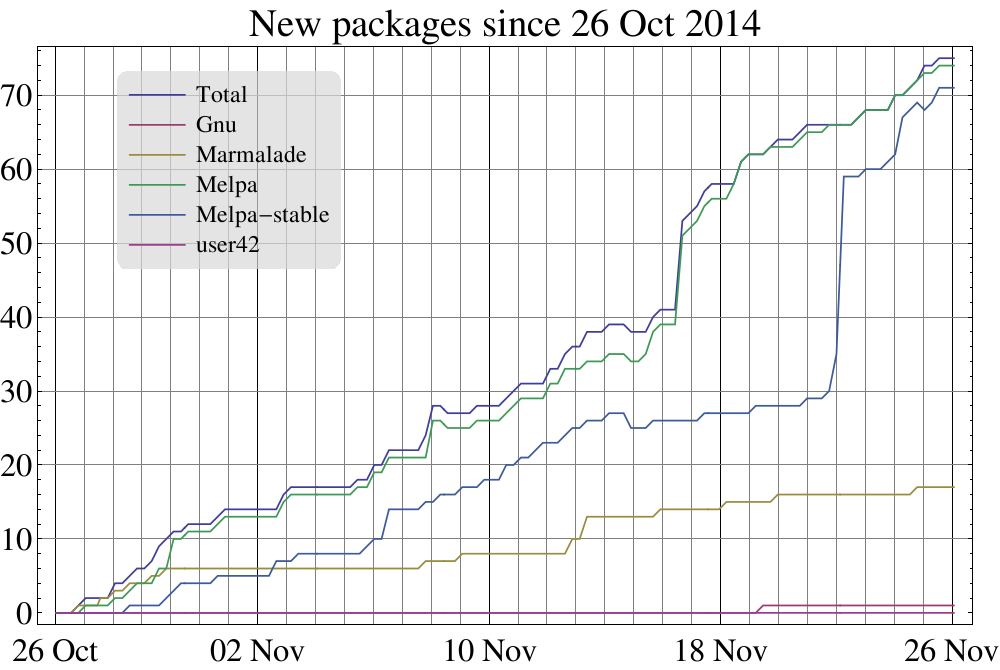 New packages since 26 Oct 2014
Total
Gnu
Marmalade
Melpa
Melpa−stable
user42
70
60
50
40
30
20
10
0
26 Oct 02 Nov 10 Nov 18 Nov 26 Nov